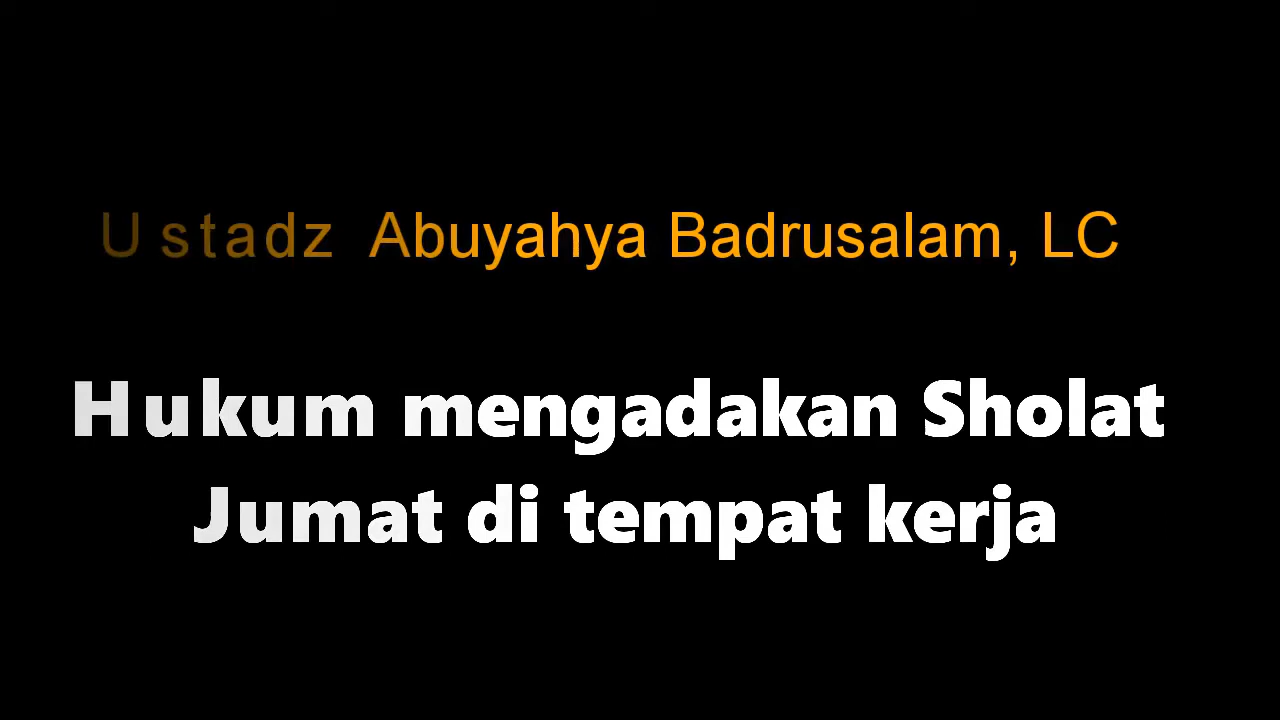 Ustadz Abuyahya Badrusalam, LC
Hukum mengadakan Sholat
Jumat di tempat kerja